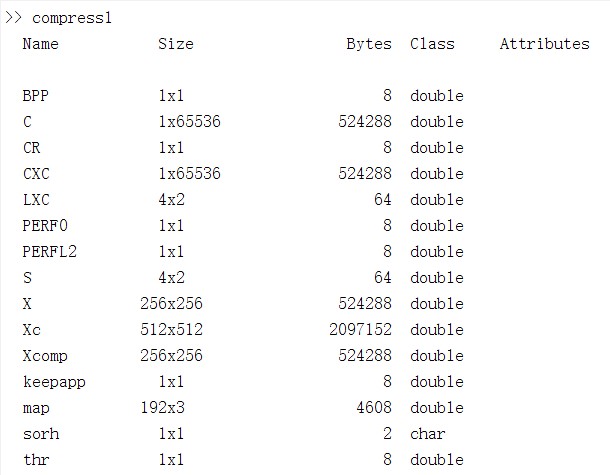 >> compress1
Name Size Bytes Class Attributes
BPP 1x1 8 double
C 1x65536 524288 double
CR 1x1 8 double
CXC 1x65536 524288 double
LXC 4x2 64 double
PERF0 1x1 8 double
PERFL2 1x1 8 double
S 4x2 64 double
X 256x256 524288 double
Xc 512x512 2097152 double
Xcomp 256x256 524288 double
keepapp 1x1 8 double
map 192x3 4608 double
sorh 1x1 2 char
thr 1x1 8 double